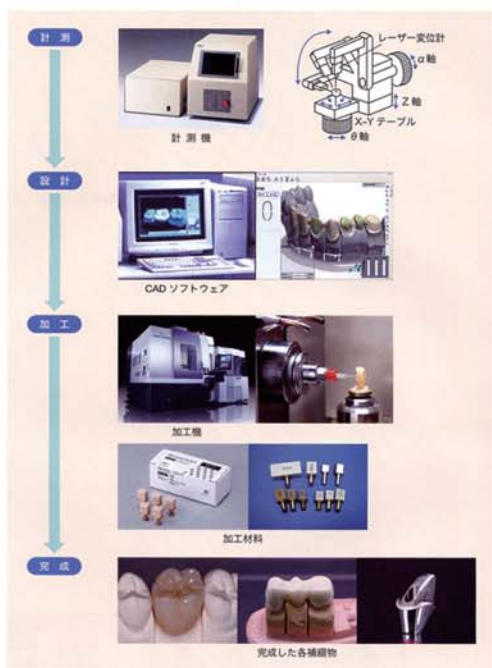 計測
レーザー変位計
α軸
Z軸
X-Yテーブル
θ軸
計測機
設計
CADソフトウェア
加工
加工機
加工材料
完成
完成した各補綴物